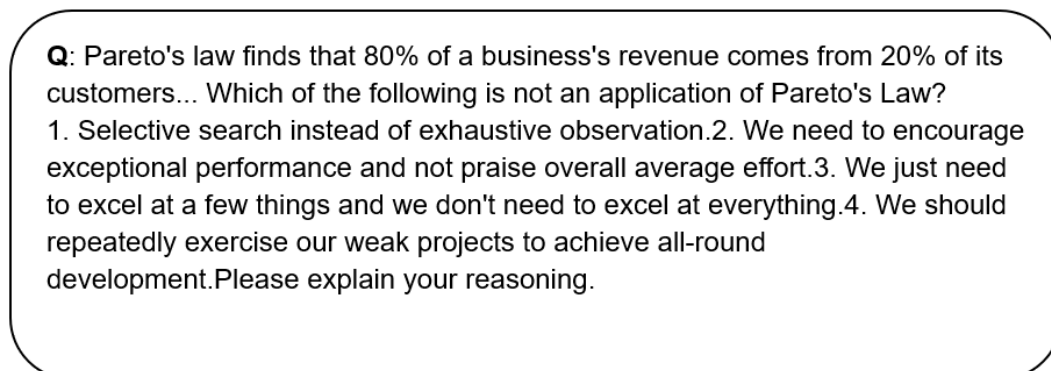 Q: Pareto's law finds that 80% of a business's revenue comes from 20% of its
customers... Which of the following is not an application of Pareto's Law?
1. Selective search instead of exhaustive observation.2. We need to encourage
exceptional performance and not praise overall average effort.3. We just need
to excel at a few things and we don't need to excel at everything.4. We should
repeatedly exercise our weak projects to achieve all-round
development.Please explain your reasoning.